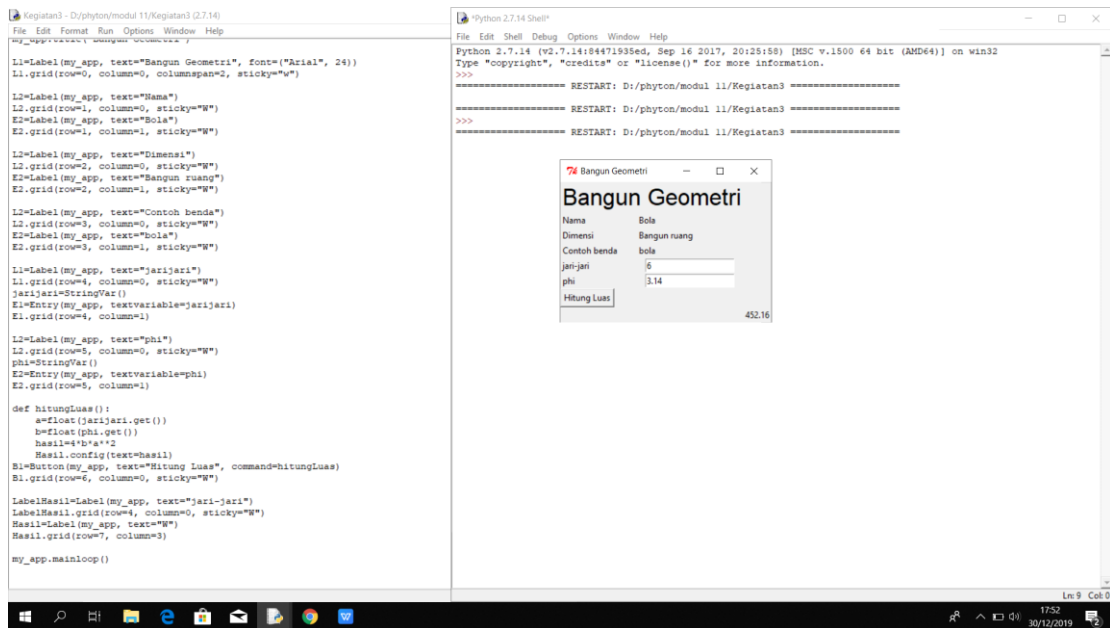 Kegiatan3 - D:/phyton/modul 11/Kegiatan3 (2.7.14)
File Edit Format Run Options Window Help
my_app.title("Bangun Geometri")
L1=Label(my_app, text="Bangun Geometri", font=("Arial", 24))
L1.grid(row=0, column=0, columnspan=2, sticky="w")
L2=Label(my_app, text="Nama")
L2.grid(row=1, column=0, sticky="W")
E2=Label(my_app, text="Bola")
E2.grid(row=1, column=1, sticky="W")
L2=Label(my_app, text="Dimensi")
L2.grid(row=2, column=0, sticky="W")
E2=Label(my_app, text="Bangun ruang")
E2.grid(row=2, column=1, sticky="W")
L2=Label(my_app, text="Contoh benda")
L2.grid(row=3, column=0, sticky="W")
E2=Label(my_app, text="bola")
E2.grid(row=3, column=1, sticky="W")
L1=Label(my_app, text="jarijari")
L1.grid(row=4, column=0, sticky="W")
jarijari=StringVar()
E1=Entry(my_app, textvariable=jarijari)
E1.grid(row=4, column=1)
L2=Label(my_app, text="phi")
L2.grid(row=5, column=0, sticky="W")
phi=StringVar()
E2=Entry(my_app, textvariable=phi)
E2.grid(row=5, column=1)
def hitungLuas():
    a=float(jarijari.get())
    b=float(phi.get())
    hasil=4*b*a**2
    Hasil.config(text=hasil)
B1=Button(my_app, text="Hitung Luas", command=hitungLuas)
B1.grid(row=6, column=0, sticky="W")
LabelHasil=Label(my_app, text="jari-jari")
LabelHasil.grid(row=4, column=0, sticky="W")
Hasil=Label(my_app, text="W")
Hasil.grid(row=7, column=3)
my_app.mainloop()
*Python 2.7.14 Shell*
File Edit Shell Debug Options Window Help
Python 2.7.14 (v2.7.14:84471935ed, Sep 16 2017, 20:25:58) [MSC v.1500 64 bit (AMD64)] on win32
Type "copyright", "credits" or "license()" for more information.
>>>
=================== RESTART: D:/phyton/modul 11/Kegiatan3 ===================
=================== RESTART: D:/phyton/modul 11/Kegiatan3 ===================
>>>
=================== RESTART: D:/phyton/modul 11/Kegiatan3 ===================
Bangun Geometri
Bangun Geometri
Nama Bola
Dimensi Bangun ruang
Contoh benda bola
jari-jari 6
phi 3.14
Hitung Luas
452.16
Ln: 9 Col: 0
17:52
30/12/2019
2